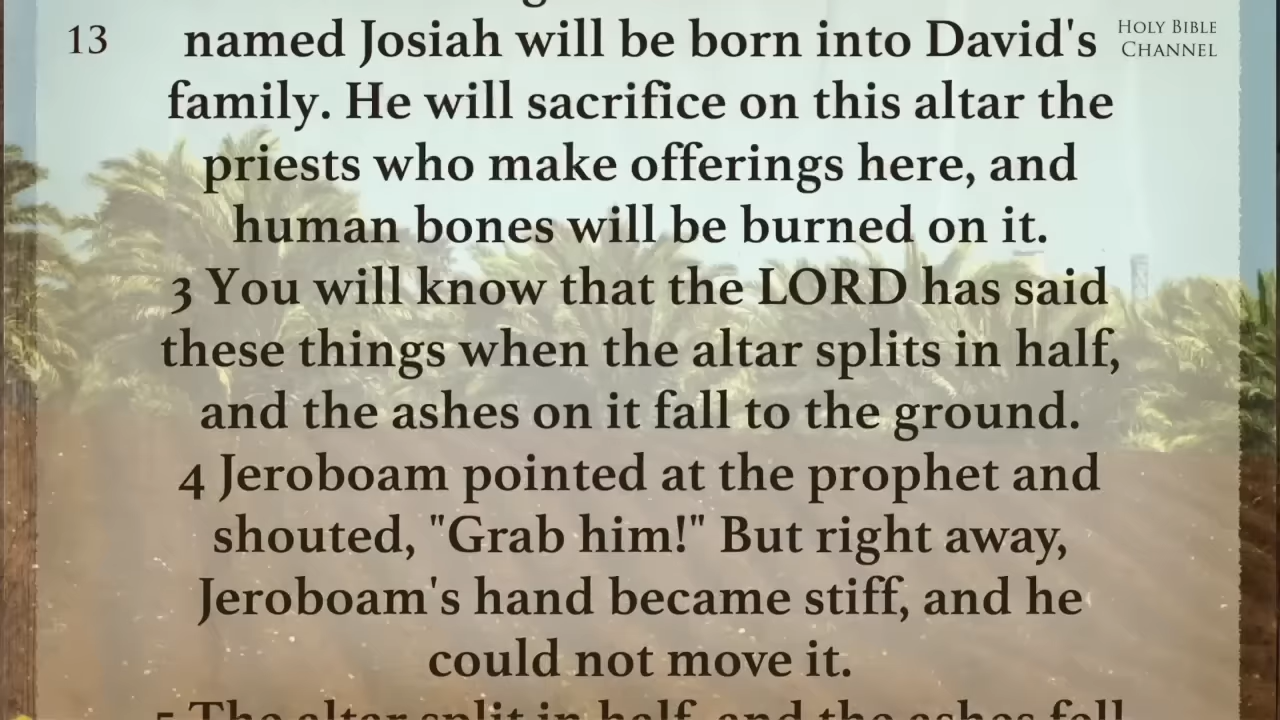 13
HOLY BIBLE
CHANNEL
named Josiah will be born into David's
family. He will sacrifice on this altar the
priests who make offerings here, and
human bones will be burned on it.
3 You will know that the LORD has said
these things when the altar splits in half,
and the ashes on it fall to the ground.
4 Jeroboam pointed at the prophet and
shouted, "Grab him!" But right away,
Jeroboam's hand became stiff, and he
could not move it.
5 The altar split in half, and the ashes fell